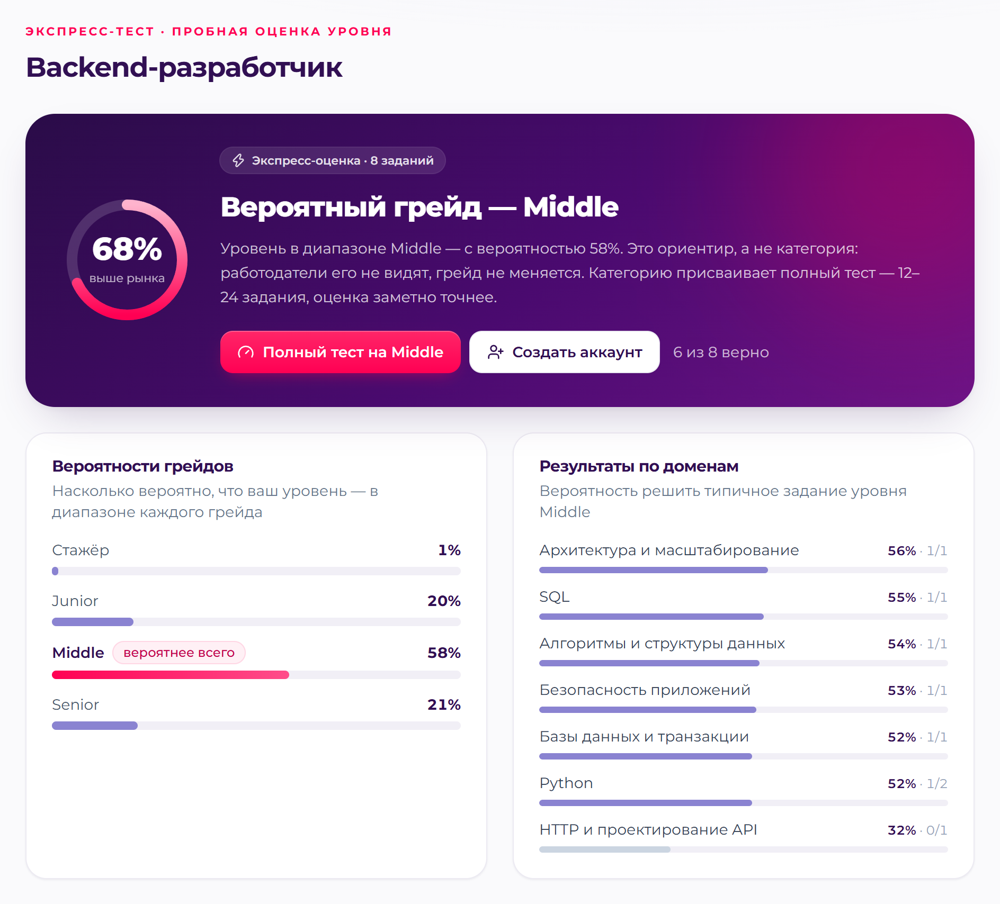 ЭКСПРЕСС-ТЕСТ · ПРОБНАЯ ОЦЕНКА УРОВНЯ
Backend-разработчик
Экспресс-оценка · 8 заданий
Вероятный грейд — Middle
68%
выше рынка
Уровень в диапазоне Middle — с вероятностью 58%. Это ориентир, а не категория:
работодатели его не видят, грейд не меняется. Категорию присваивает полный тест — 12–
24 задания, оценка заметно точнее.
Полный тест на Middle
Создать аккаунт
6 из 8 верно
Вероятности грейдов
Насколько вероятно, что ваш уровень — в
диапазоне каждого грейда
Стажёр 1%
Junior 20%
Middle вероятнее всего 58%
Senior 21%
Результаты по доменам
Вероятность решить типичное задание уровня
Middle
Архитектура и масштабирование 56% · 1/1
SQL 55% · 1/1
Алгоритмы и структуры данных 54% · 1/1
Безопасность приложений 53% · 1/1
Базы данных и транзакции 52% · 1/1
Python 52% · 1/2
HTTP и проектирование API 32% · 0/1